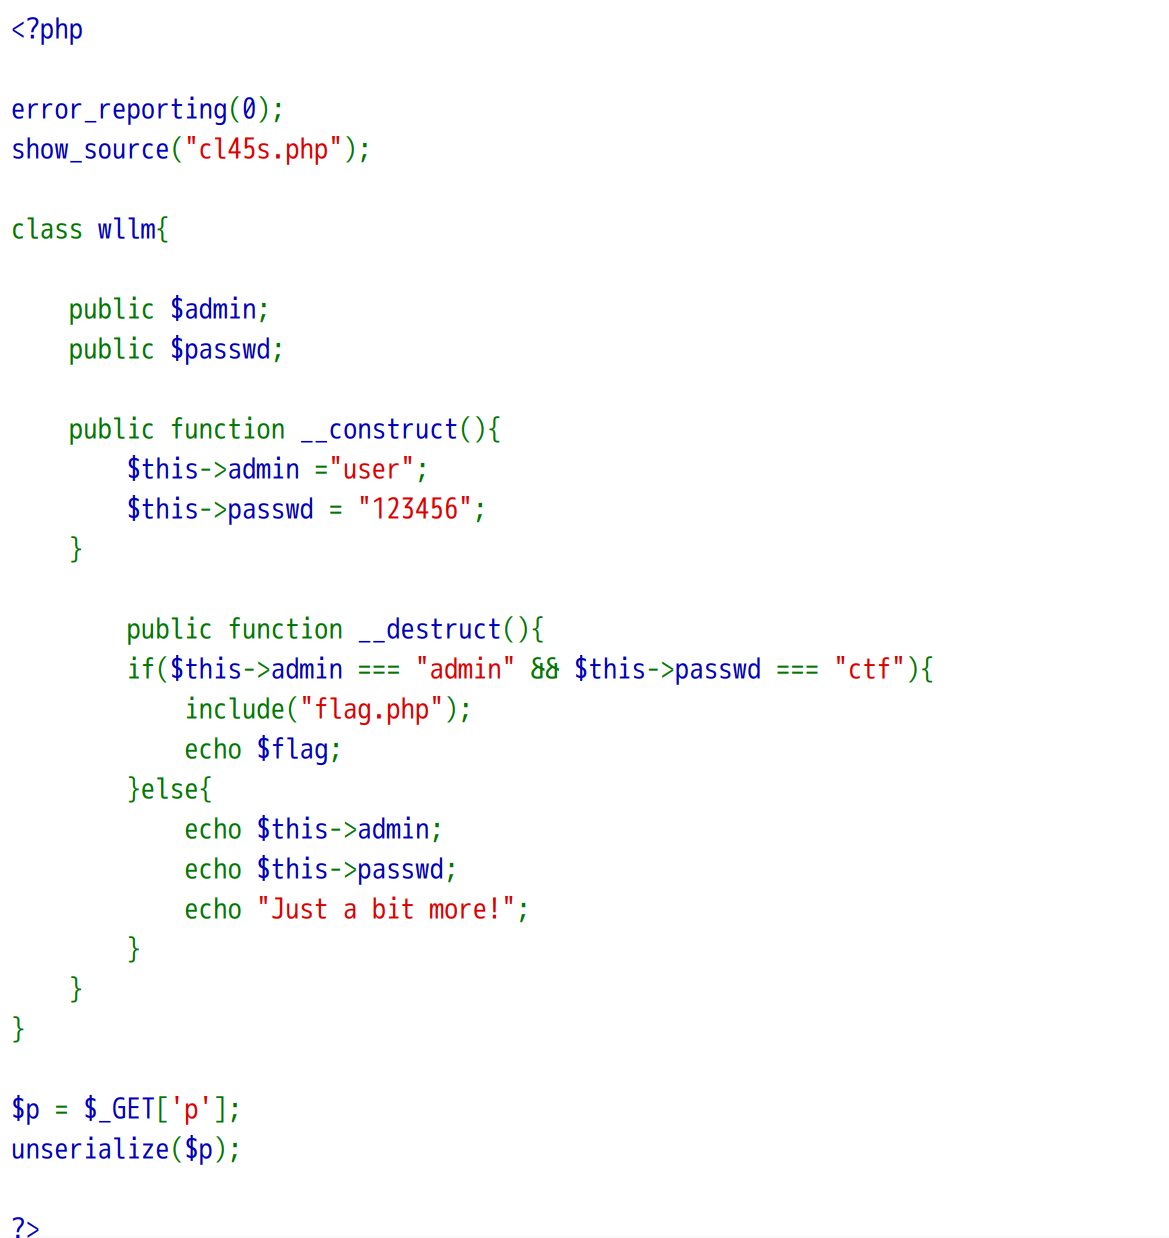 <?php
error_reporting(0);
show_source("cl45s.php");
class wllm{
    public $admin;
    public $passwd;
    public function __construct(){
        $this->admin ="user";
        $this->passwd = "123456";
    }
        public function __destruct(){
        if($this->admin === "admin" && $this->passwd === "ctf"){
            include("flag.php");
            echo $flag;
        }else{
            echo $this->admin;
            echo $this->passwd;
            echo "Just a bit more!";
        }
    }
}
$p = $_GET['p'];
unserialize($p);
?>